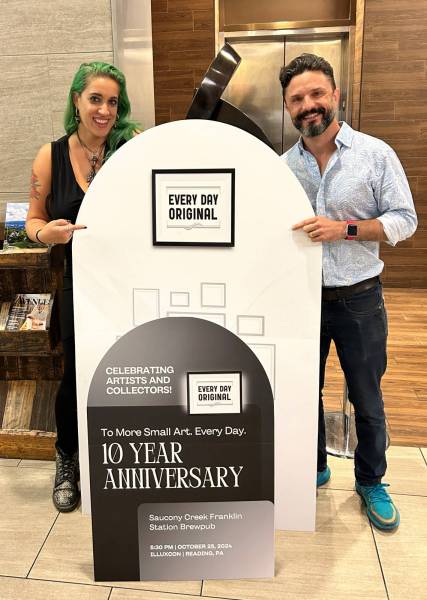 EVERY DAY
ORIGINAL
CELEBRATING
ARTISTS AND
COLLECTORS!
EVERY DAY
ORIGINAL
To More Small Art. Every Day.
10 YEAR
ANNIVERSARY
Saucony Creek Franklin
Station Brewpub
5:30 PM | OCTOBER 25, 2024
ILLUXCON | READING, PA